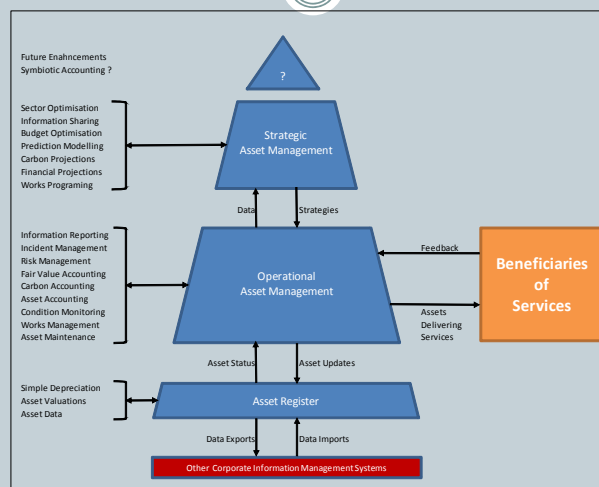 Future Enahncements
Symbiotic Accounting ?
?
Sector Optimisation
Information Sharing
Budget Optimisation
Prediction Modelling
Carbon Projections
Financial Projections
Works Programing
Strategic
Asset Management
Data
Strategies
Information Reporting
Incident Management
Risk Management
Fair Value Accounting
Carbon Accounting
Asset Accounting
Condition Monitoring
Works Management
Asset Maintenance
Operational
Asset Management
Feedback
Assets
Delivering
Services
Beneficiaries
of
Services
Asset Status
Asset Updates
Simple Depreciation
Asset Valuations
Asset Data
Asset Register
Data Exports
Data Imports
Other Corporate Information Management Systems